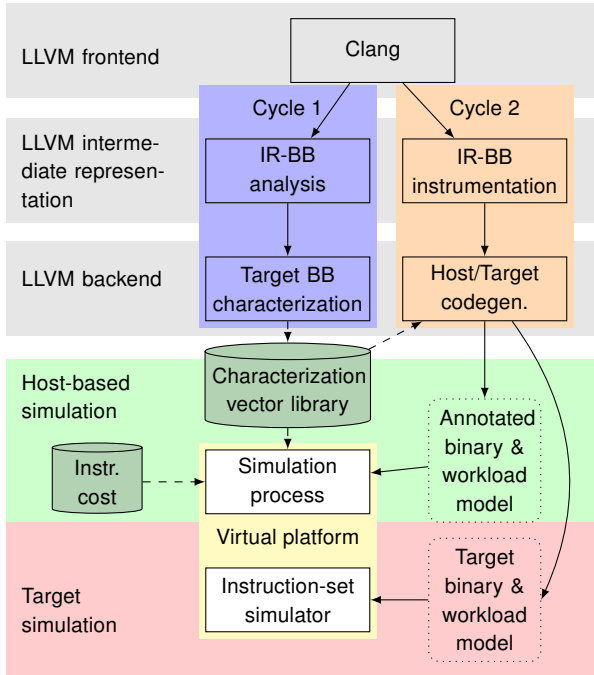 Clang
LLVM frontend
Cycle 1
Cycle 2
LLVM interme-
diate represen-
tation
IR-BB
analysis
IR-BB
instrumentation
LLVM backend
Target BB
characterization
Host/Target
codegen.
Characterization
vector library
Host-based
simulation
Annotated
binary &
workload
model
Instr.
cost
Simulation
process
Virtual platform
Target
simulation
Instruction-set
simulator
Target
binary &
workload
model